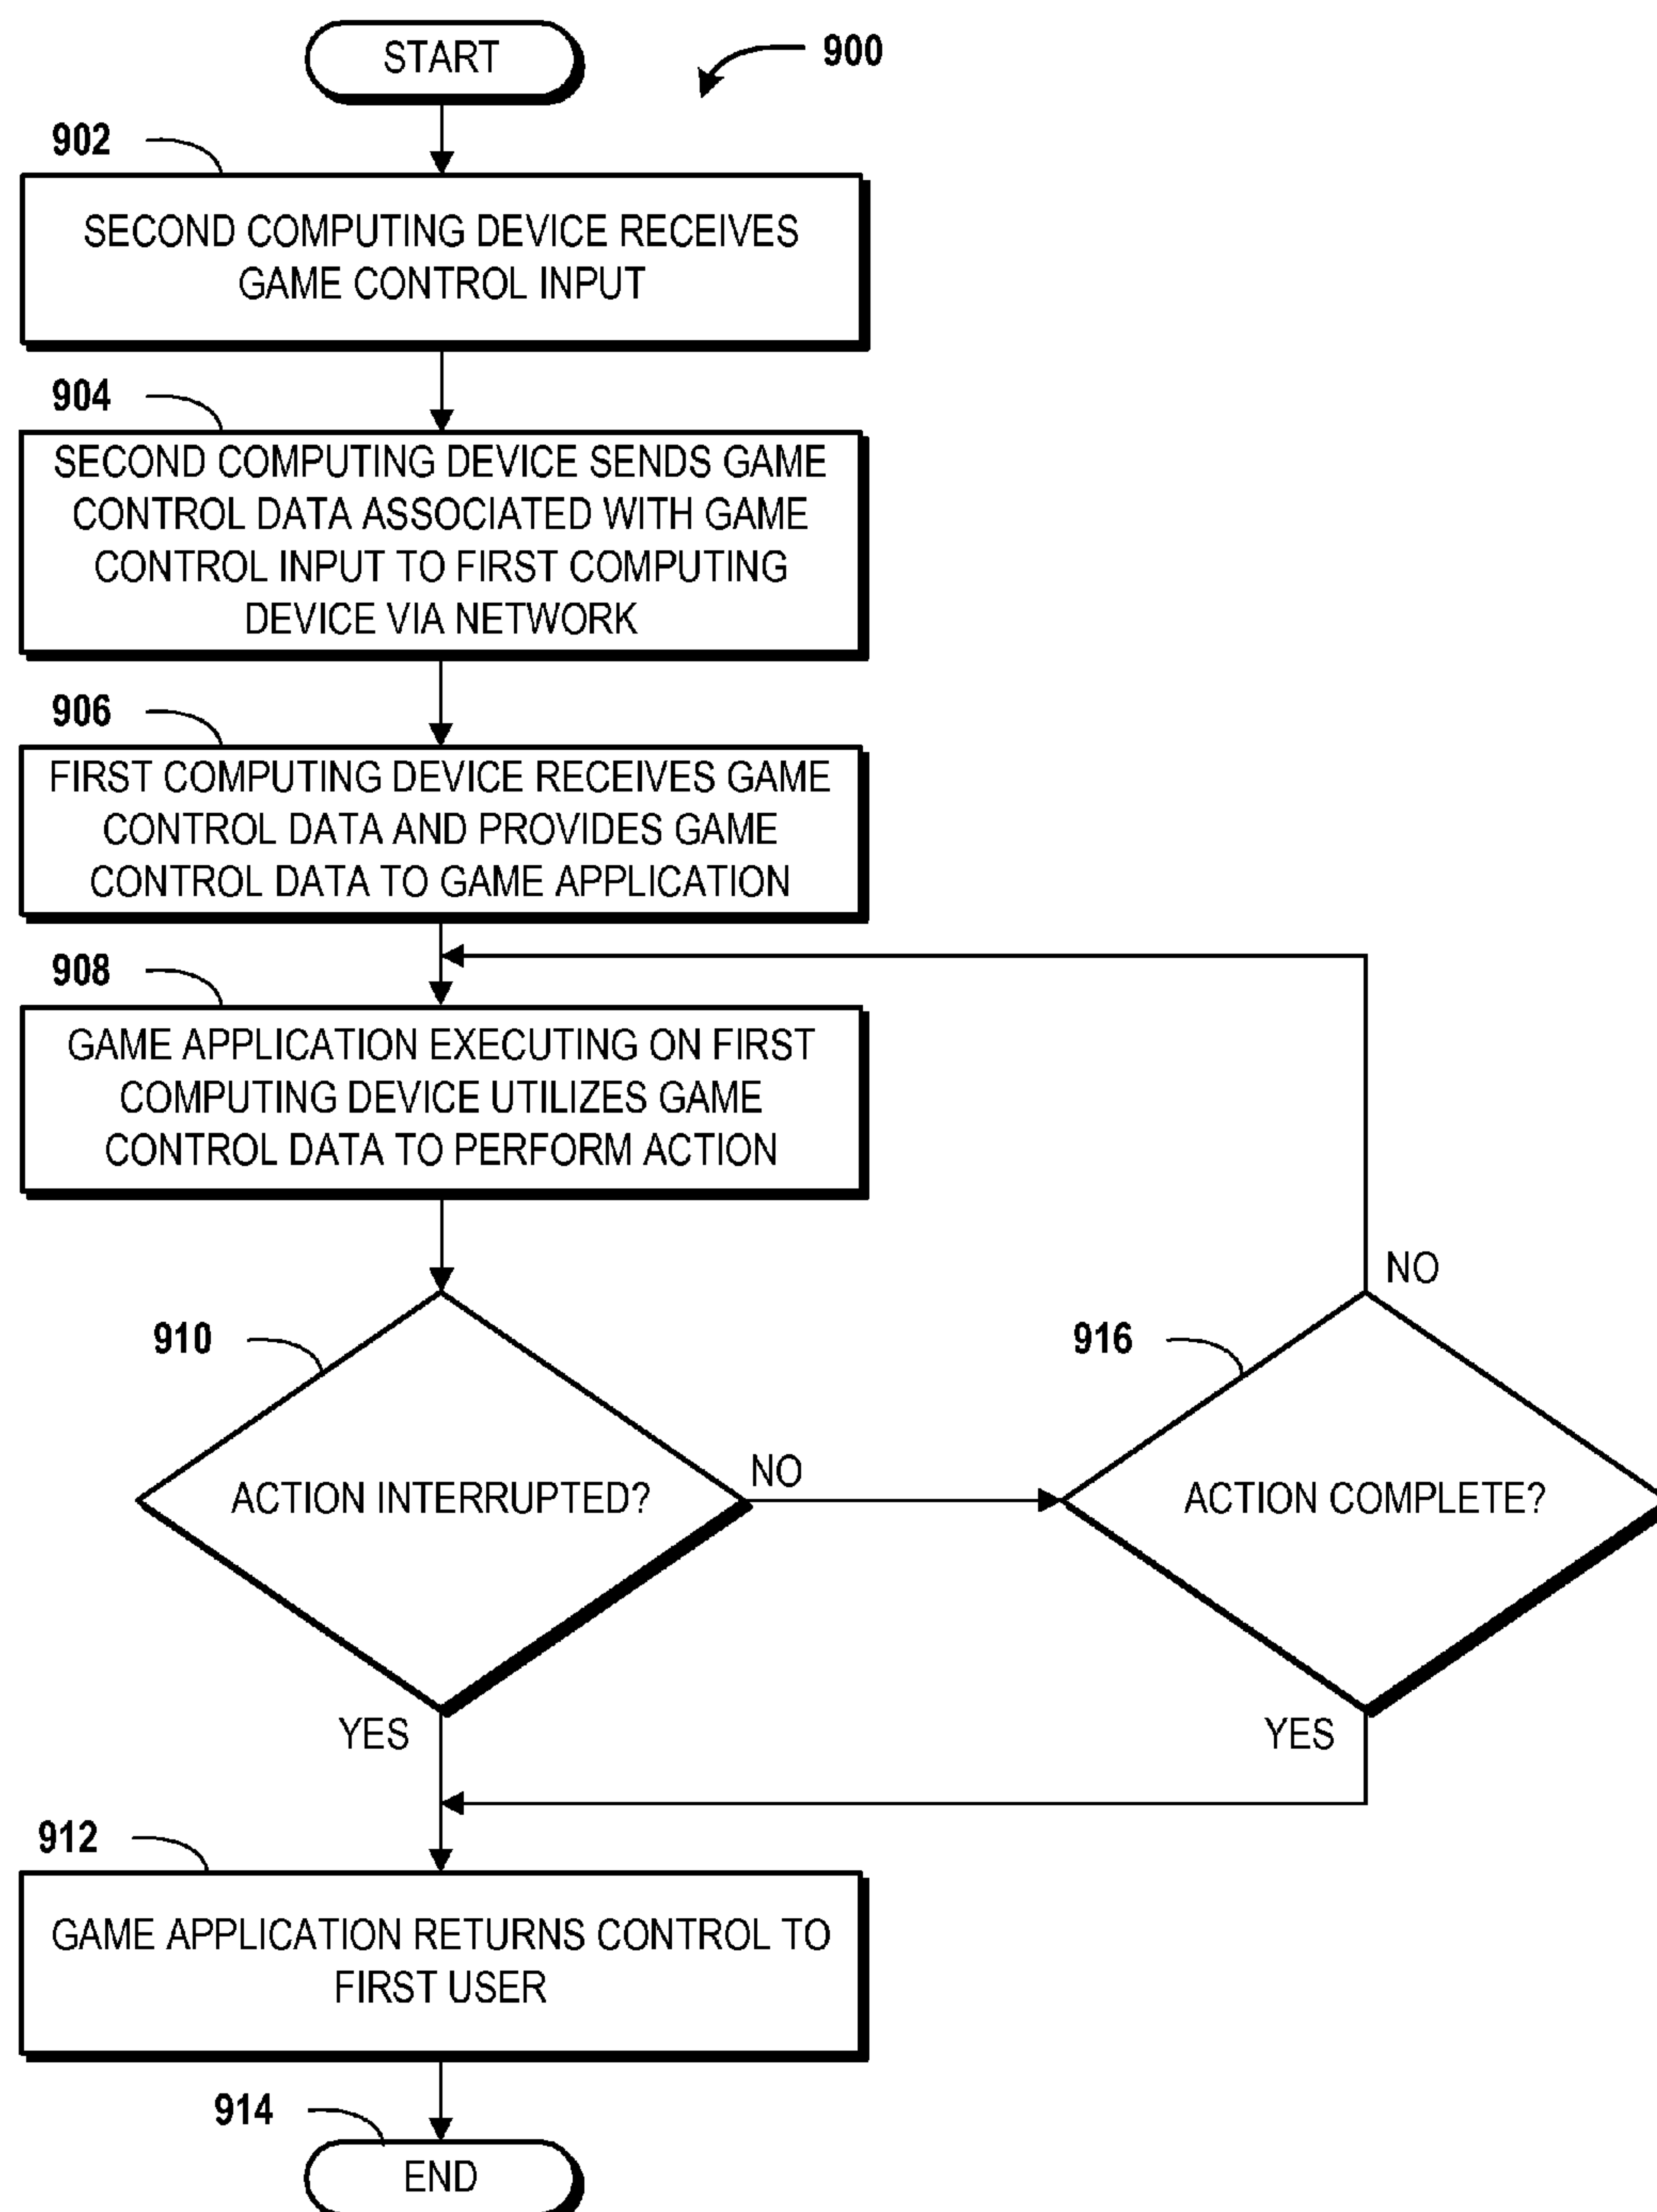 START
900
902
SECOND COMPUTING DEVICE RECEIVES
GAME CONTROL INPUT
904
SECOND COMPUTING DEVICE SENDS GAME
CONTROL DATA ASSOCIATED WITH GAME
CONTROL INPUT TO FIRST COMPUTING
DEVICE VIA NETWORK
906
FIRST COMPUTING DEVICE RECEIVES GAME
CONTROL DATA AND PROVIDES GAME
CONTROL DATA TO GAME APPLICATION
908
GAME APPLICATION EXECUTING ON FIRST
COMPUTING DEVICE UTILIZES GAME
CONTROL DATA TO PERFORM ACTION
910
ACTION INTERRUPTED?
NO
YES
916
NO
ACTION COMPLETE?
YES
912
GAME APPLICATION RETURNS CONTROL TO
FIRST USER
914
END